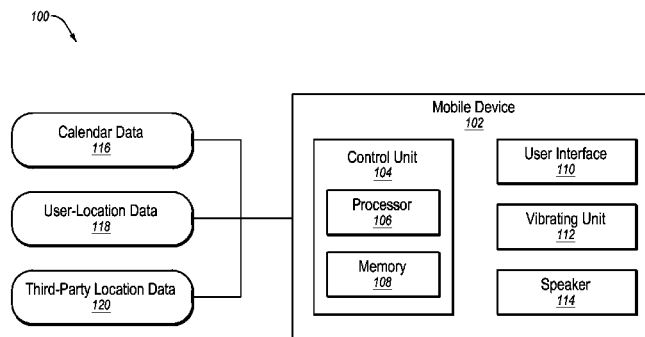 100
Mobile Device
102
Calendar Data
116
User-Location Data
118
Third-Party Location Data
120
Control Unit
104
Processor
106
Memory
108
User Interface
110
Vibrating Unit
112
Speaker
114